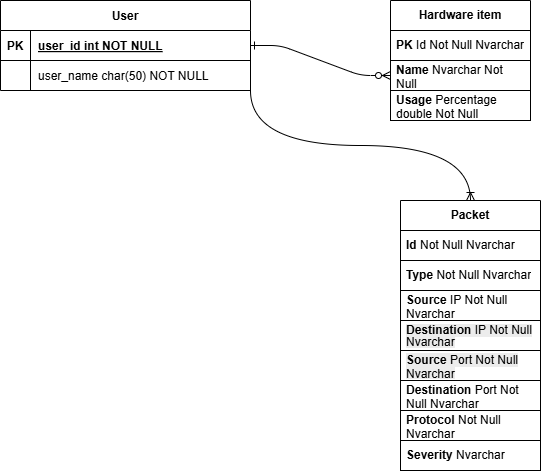 User
PK user_id int NOT NULL
user_name char(50) NOT NULL
Hardware item
PK Id Not Null Nvarchar
Name Nvarchar Not
Null
Usage Percentage
double Not Null
Packet
Id Not Null Nvarchar
Type Not Null Nvarchar
Source IP Not Null
Nvarchar
Destination IP Not Null
Nvarchar
Source Port Not Null
Nvarchar
Destination Port Not
Null Nvarchar
Protocol Not Null
Nvarchar
Severity Nvarchar